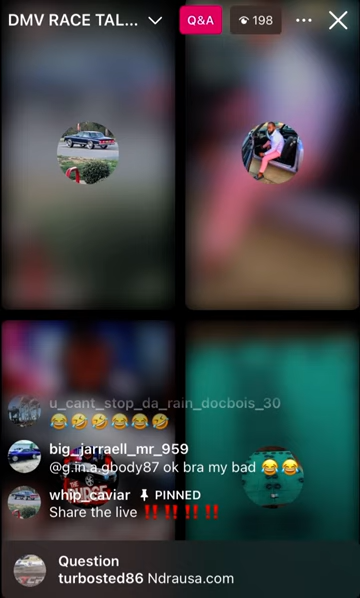 DMV RACE TAL...
Q&A
198
u_cant_stop_da_rain_docbois_30
😂🤣🤣😂😂🤣
big_jarraell_mr_959
@g.in.a.gbody87 ok bra my bad 😂😂
whip_caviar PINNED
Share the live ‼️‼️‼️‼️
Question
turbosted86 Ndrausa.com